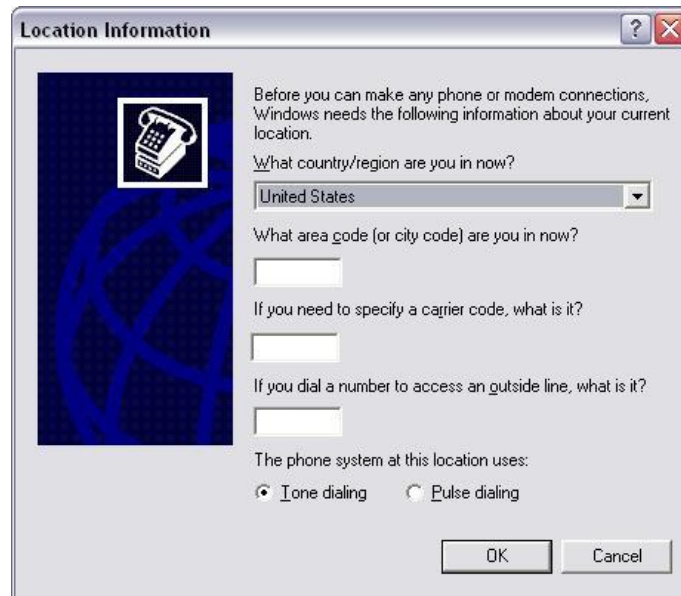 Location Information
Before you can make any phone or modem connections,
Windows needs the following information about your current
location.
What country/region are you in now?
United States
What area code (or city code) are you in now?
If you need to specify a carrier code, what is it?
If you dial a number to access an outside line, what is it?
The phone system at this location uses:
Tone dialing Pulse dialing
OK Cancel